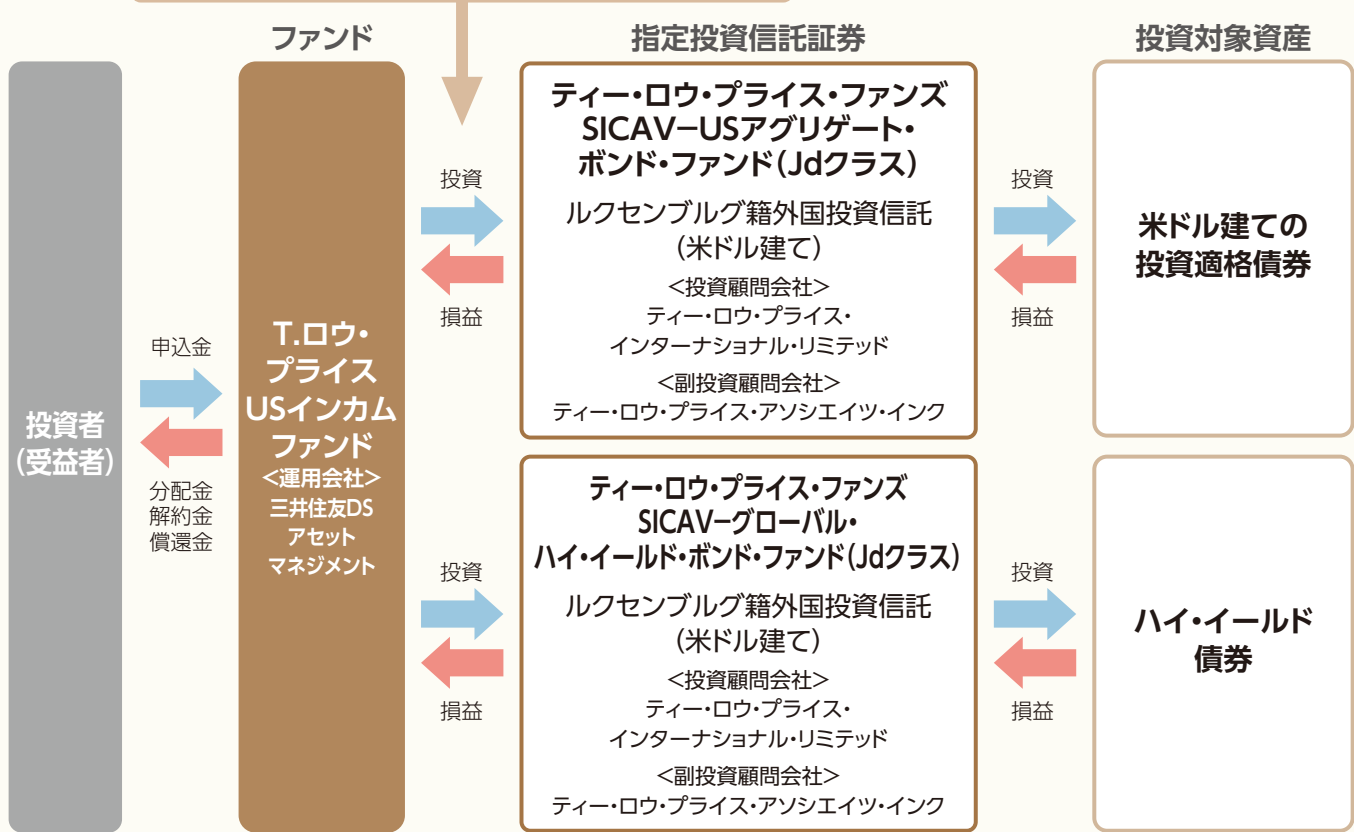 ファンド
指定投資信託証券
投資対象資産
投資者
(受益者)
申込金
分配金
解約金
償還金
T.ロウ・
プライス
USインカム
ファンド
<運用会社>
三井住友DS
アセット
マネジメント
投資
損益
ティー・ロウ・プライス・ファンズ
SICAV−USアグリゲート・
ボンド・ファンド(Jdクラス)
ルクセンブルグ籍外国投資信託
(米ドル建て)
<投資顧問会社>
ティー・ロウ・プライス・
インターナショナル・リミテッド
<副投資顧問会社>
ティー・ロウ・プライス・アソシエイツ・インク
投資
損益
米ドル建ての
投資適格債券
投資
損益
ティー・ロウ・プライス・ファンズ
SICAV−グローバル・
ハイ・イールド・ボンド・ファンド(Jdクラス)
ルクセンブルグ籍外国投資信託
(米ドル建て)
<投資顧問会社>
ティー・ロウ・プライス・
インターナショナル・リミテッド
<副投資顧問会社>
ティー・ロウ・プライス・アソシエイツ・インク
投資
損益
ハイ・イールド
債券